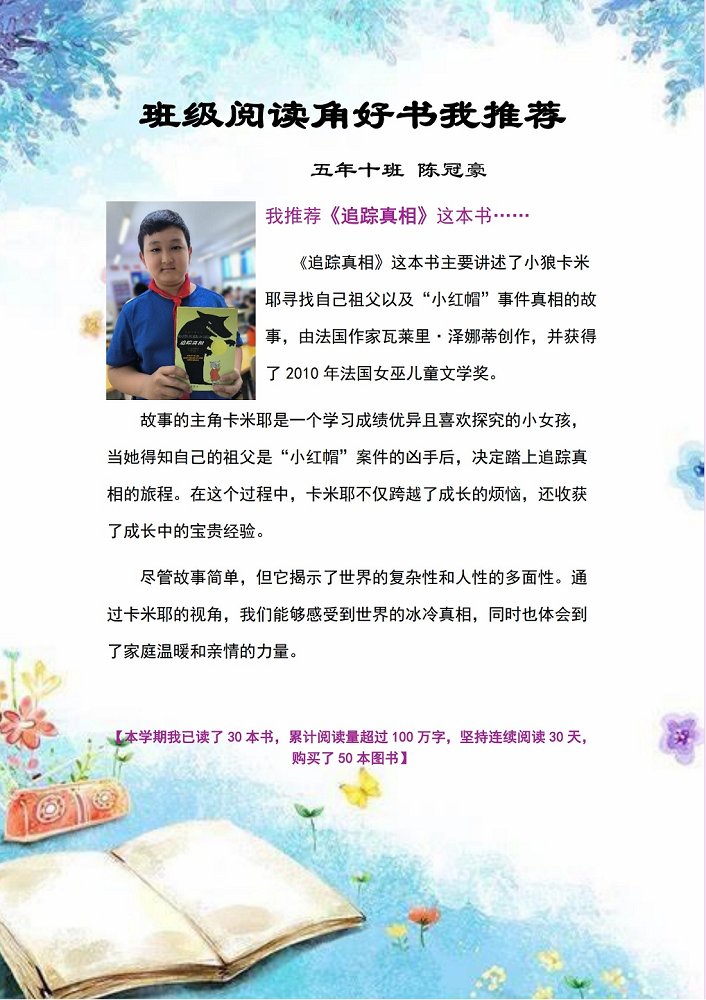 班级阅读角好书我推荐
五年十班 陈冠豪
我推荐《追踪真相》这本书……
《追踪真相》这本书主要讲述了小狼卡米
耶寻找自己祖父以及“小红帽”事件真相的故
事，由法国作家瓦莱里·泽娜蒂创作，并获得
了 2010 年法国女巫儿童文学奖。
追踪真相
故事的主角卡米耶是一个学习成绩优异且喜欢探究的小女孩，
当她得知自己的祖父是“小红帽”案件的凶手后，决定踏上追踪真
相的旅程。在这个过程中，卡米耶不仅跨越了成长的烦恼，还收获
了成长中的宝贵经验。
尽管故事简单，但它揭示了世界的复杂性和人性的多面性。通
过卡米耶的视角，我们能够感受到世界的冰冷真相，同时也体会到
了家庭温暖和亲情的力量。
【本学期我已读了 30 本书，累计阅读量超过 100 万字，坚持连续阅读 30 天，
购买了 50 本图书】